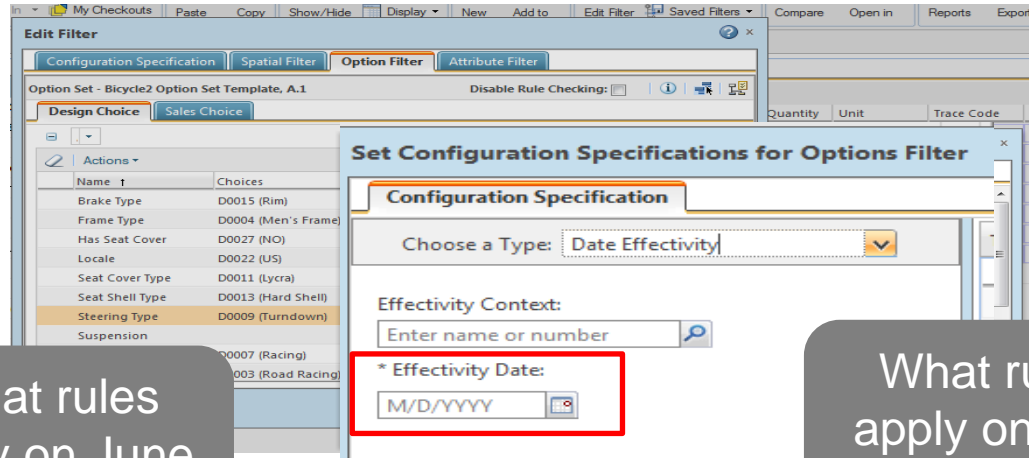 My Checkouts Paste Copy Show/Hide Display New Add to Edit Filter Saved Filters Compare Open in Reports
Edit Filter
Configuration Specification Spatial Filter Option Filter Attribute Filter
Option Set - Bicycle2 Option Set Template, A.1 Disable Rule Checking:
Design Choice Sales Choice
Quantity Unit Trace Code
Actions
Name Choices
Brake Type D0015 (Rim)
Frame Type D0004 (Men's Frame)
Has Seat Cover D0027 (NO)
Locale D0022 (US)
Seat Cover Type D0011 (Lycra)
Seat Shell Type D0013 (Hard Shell)
Steering Type D0009 (Turndown)
Suspension
(Racing)
(Road Racing)
Set Configuration Specifications for Options Filter
Configuration Specification
Choose a Type: Date Effectivity
Effectivity Context:
Enter name or number
* Effectivity Date:
M/D/YYYY
rules
on June
What
apply on